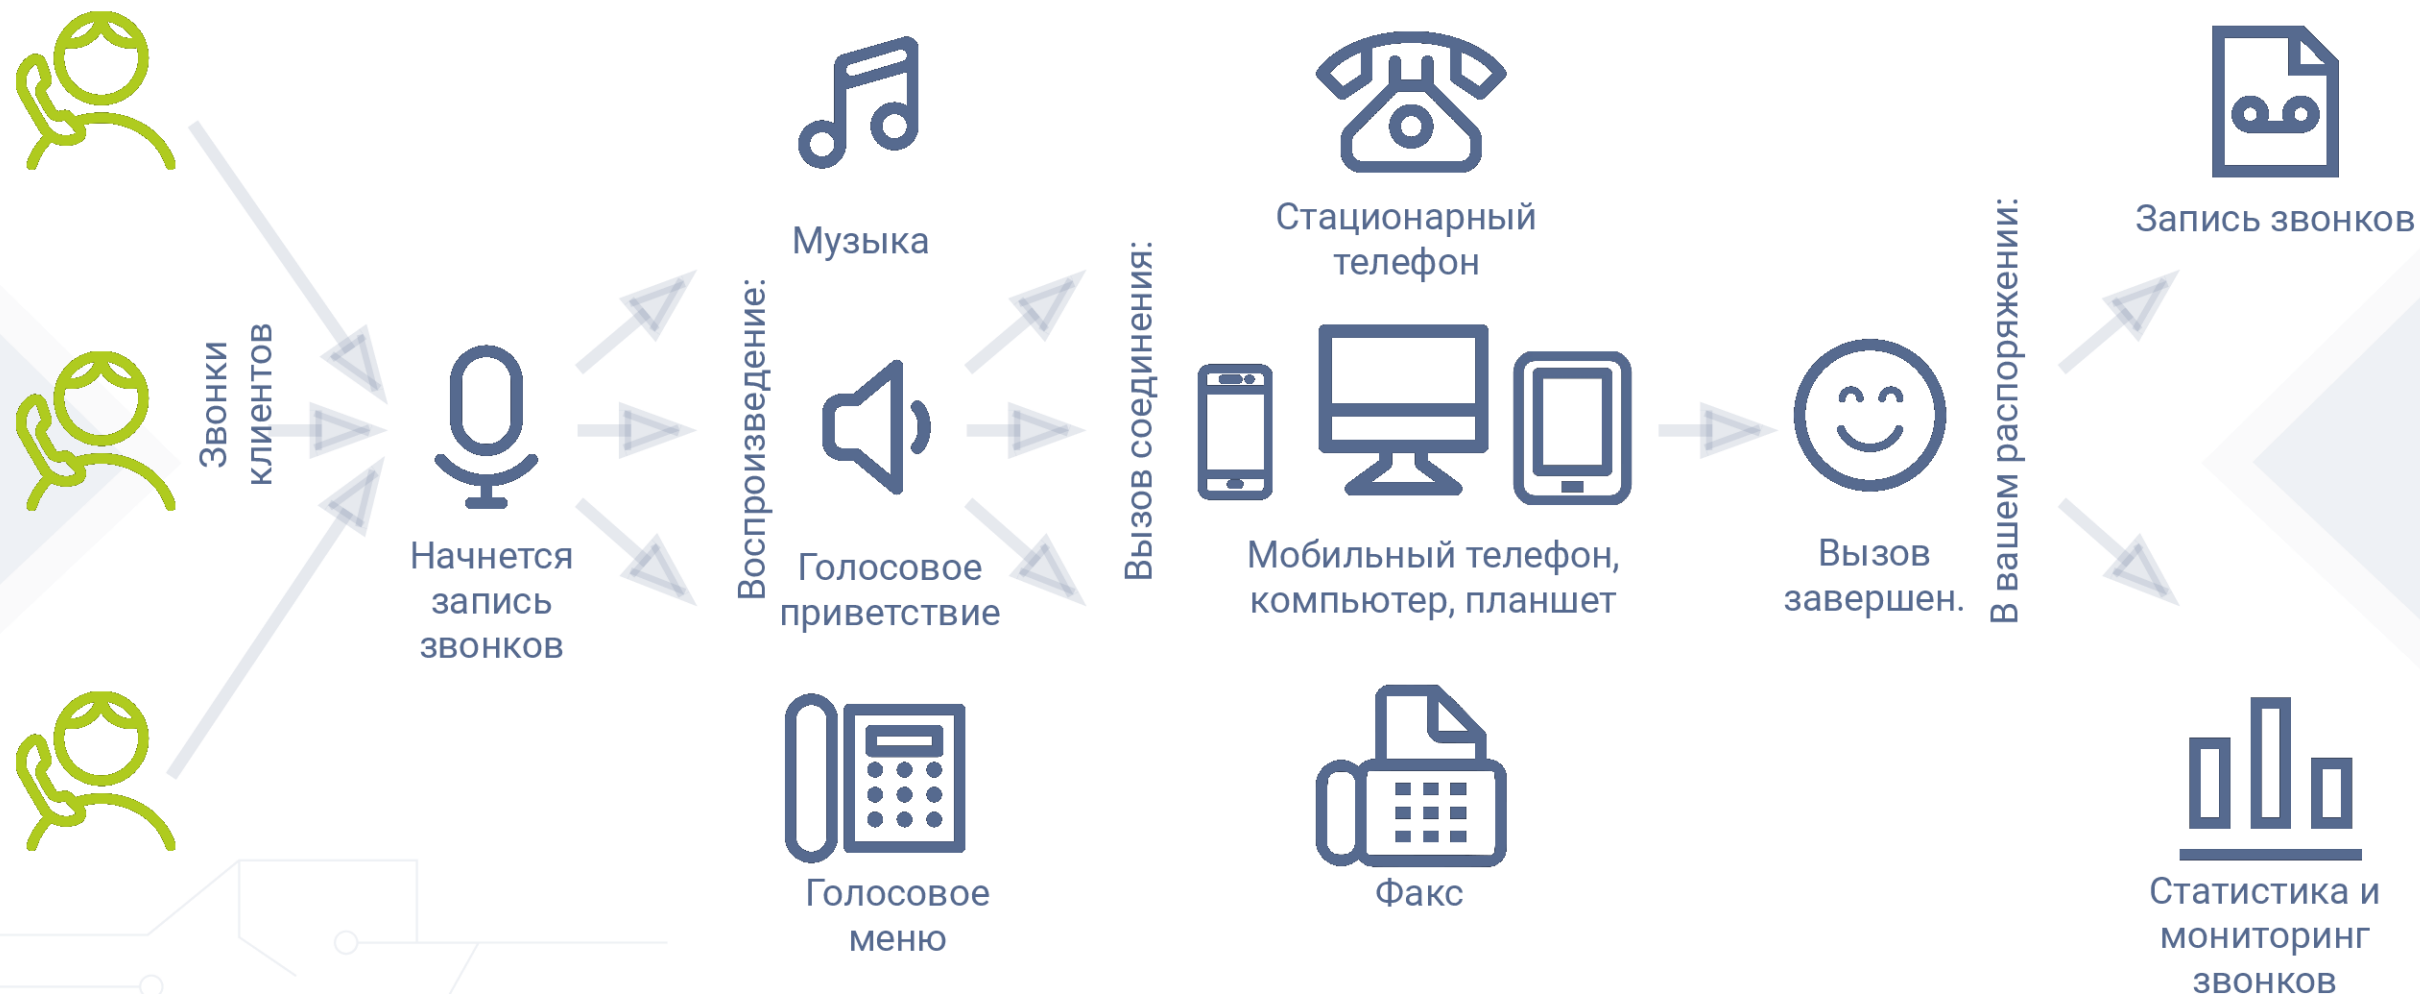 Звонки
клиентов
Начнется
запись
звонков
Воспроизведение:
Музыка
Голосовое
приветствие
Голосовое
меню
Вызов соединения:
Стационарный
телефон
Мобильный телефон,
компьютер, планшет
Факс
Вызов
завершен.
В вашем распоряжении:
Запись звонков
Статистика и
мониторинг
звонков